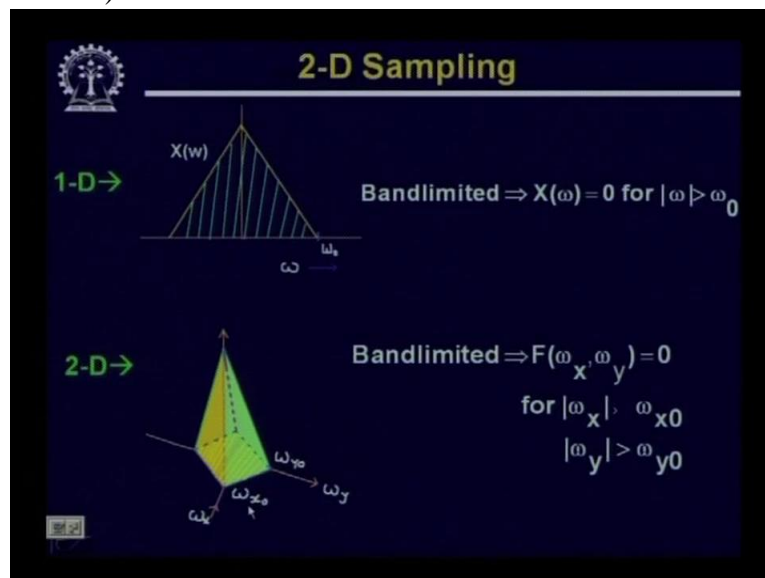 )
2-D Sampling
X(w)
1-D→
Bandlimited ⇒ X(ω) = 0 for |ω| > ω0
ω0
ω →
2-D→
Bandlimited ⇒ F(ωx, ωy) = 0
for |ωx| > ωx0
|ωy| > ωy0
ωy0
ωx0
ωy
ωx